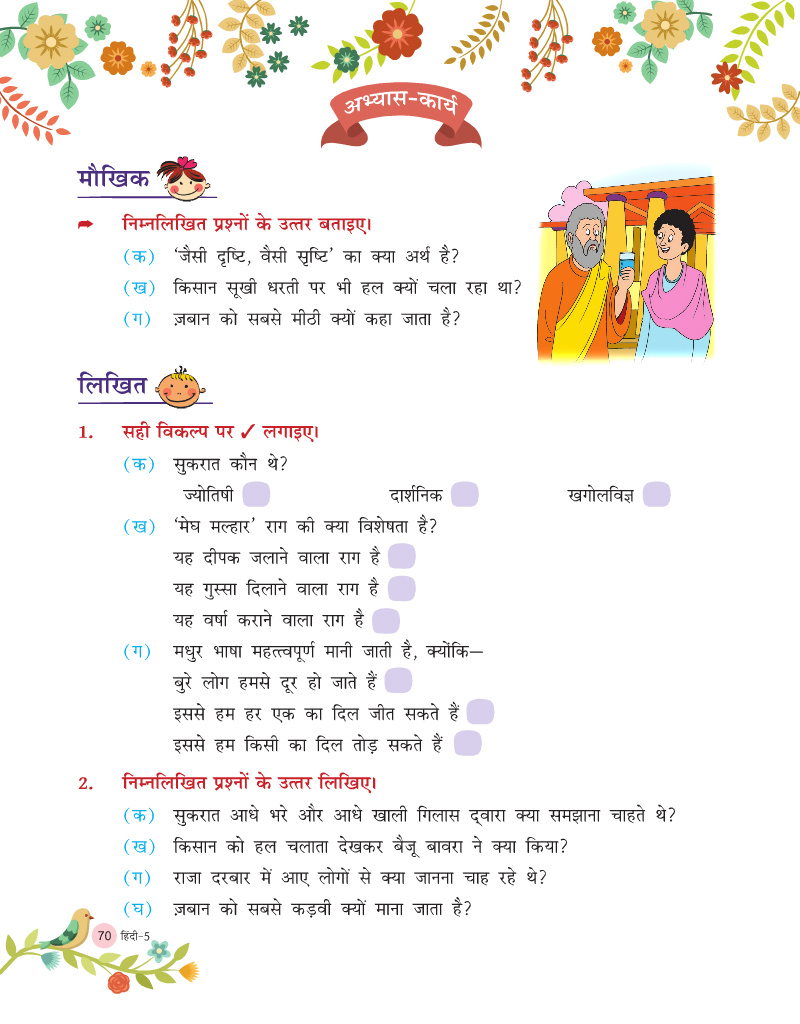 अभ्यास-कार्य
मौखिक
➦ निम्नलिखित प्रश्नों के उत्तर बताइए।
(क) 'जैसी दृष्टि, वैसी सृष्टि' का क्या अर्थ है?
(ख) किसान सूखी धरती पर भी हल क्यों चला रहा था?
(ग) ज़बान को सबसे मीठी क्यों कहा जाता है?
लिखित
1. सही विकल्प पर ✓ लगाइए।
(क) सुकरात कौन थे?
ज्योतिषी दार्शनिक खगोलविज्ञ
(ख) 'मेघ मल्हार' राग की क्या विशेषता है?
यह दीपक जलाने वाला राग है
यह गुस्सा दिलाने वाला राग है
यह वर्षा कराने वाला राग है
(ग) मधुर भाषा महत्त्वपूर्ण मानी जाती है, क्योंकि—
बुरे लोग हमसे दूर हो जाते हैं
इससे हम हर एक का दिल जीत सकते हैं
इससे हम किसी का दिल तोड़ सकते हैं
2. निम्नलिखित प्रश्नों के उत्तर लिखिए।
(क) सुकरात आधे भरे और आधे खाली गिलास द्‌वारा क्या समझाना चाहते थे?
(ख) किसान को हल चलाता देखकर बैजू बावरा ने क्या किया?
(ग) राजा दरबार में आए लोगों से क्या जानना चाह रहे थे?
(घ) ज़बान को सबसे कड़वी क्यों माना जाता है?
70 हिंदी-5